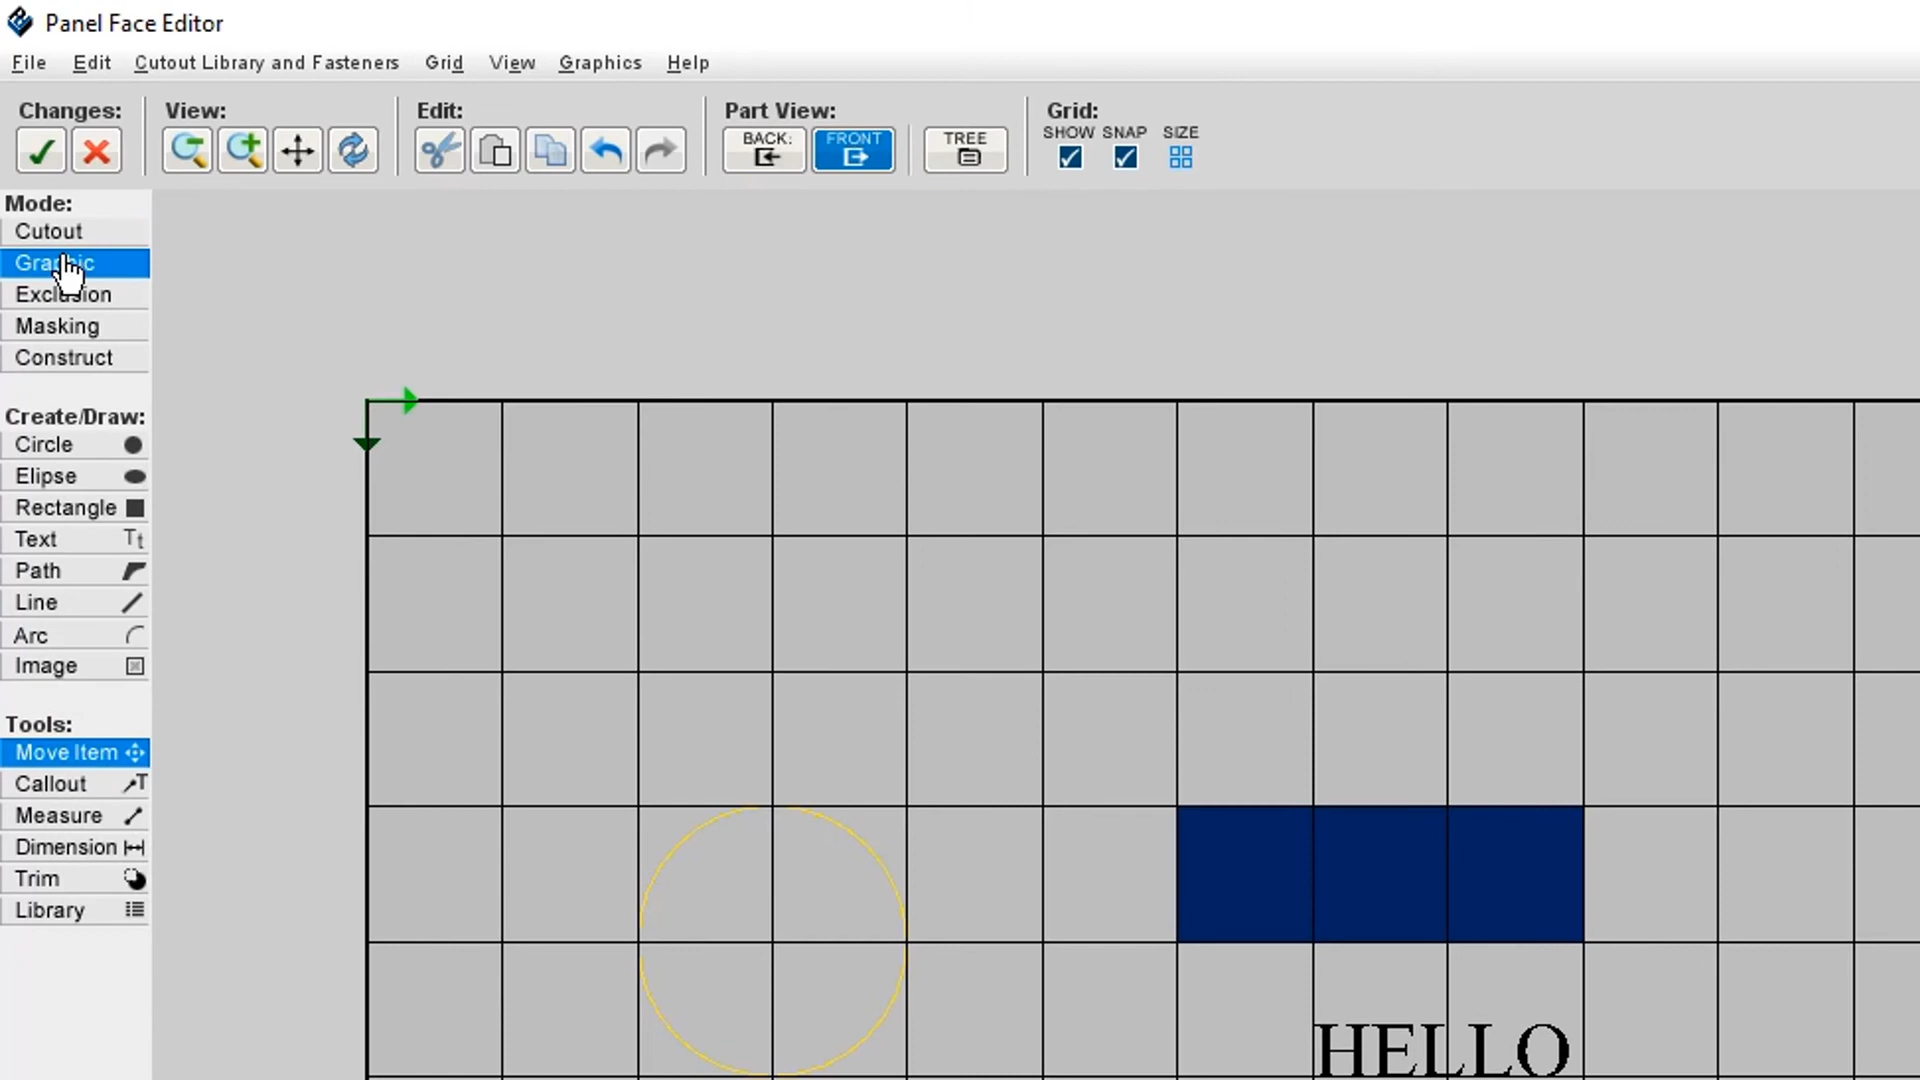 Panel Face Editor
File Edit Cutout Library and Fasteners Grid View Graphics Help
Changes: View: Edit: Part View: Grid:
BACK: FRONT TREE SHOW SNAP SIZE
Mode:
Cutout
Graphic
Exclusion
Masking
Construct
Create/Draw:
Circle
Elipse
Rectangle
Text Tt
Path
Line
Arc
Image
Tools:
Move Item
Callout T
Measure
Dimension
Trim
Library
HELLO